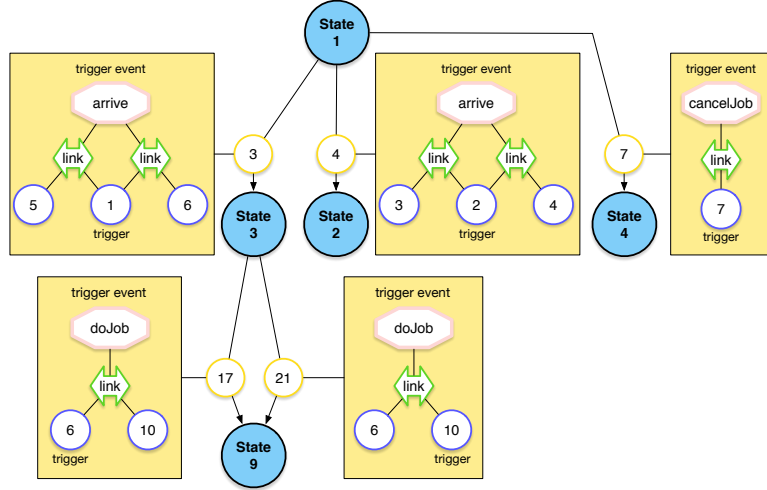 State
1
trigger event
arrive
link
link
5
1
6
trigger
3
trigger event
arrive
link
link
3
2
4
trigger
4
trigger event
cancelJob
link
7
trigger
7
State
3
State
2
State
4
trigger event
doJob
link
6
10
trigger
17
21
trigger event
doJob
link
6
10
trigger
State
9